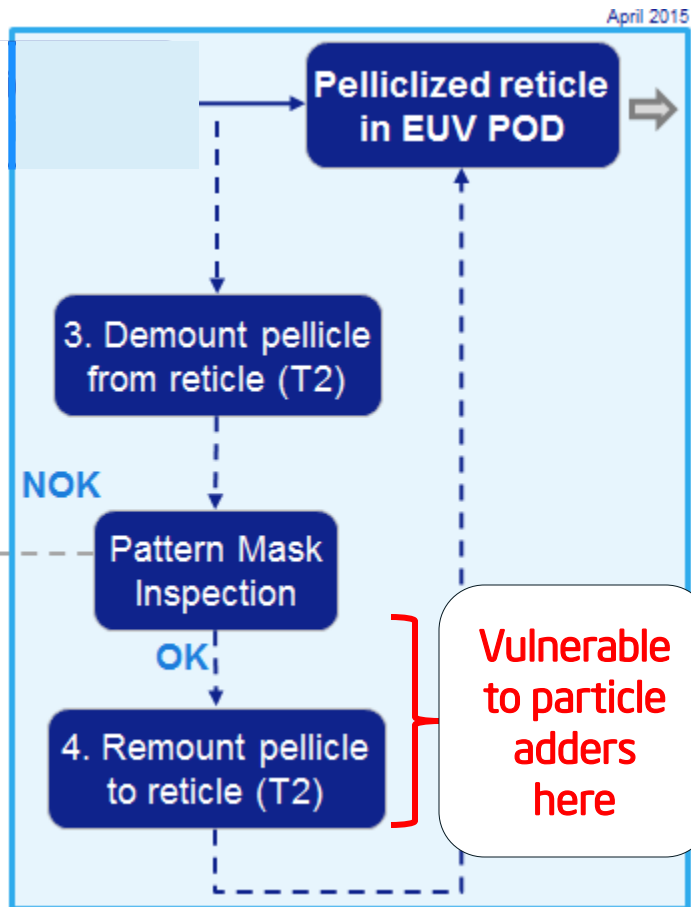 April 2015
Pelliclized reticle
in EUV POD
3. Demount pellicle
from reticle (T2)
NOK
Pattern Mask
Inspection
OK
4. Remount pellicle
to reticle (T2)
Vulnerable
to particle
adders
here